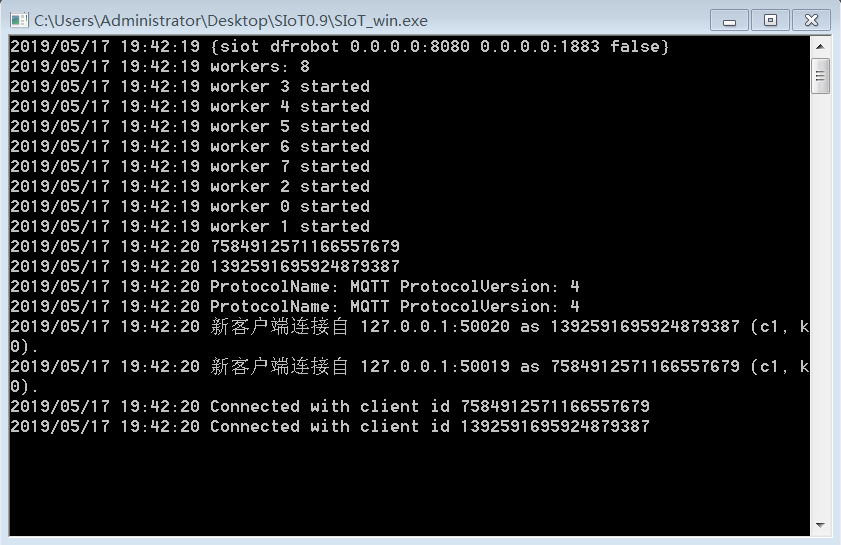 C:\Users\Administrator\Desktop\SIoT0.9\SIoT_win.exe
2019/05/17 19:42:19 {siot dfrobot 0.0.0.0:8080 0.0.0.0:1883 false}
2019/05/17 19:42:19 workers: 8
2019/05/17 19:42:19 worker 3 started
2019/05/17 19:42:19 worker 4 started
2019/05/17 19:42:19 worker 5 started
2019/05/17 19:42:19 worker 6 started
2019/05/17 19:42:19 worker 7 started
2019/05/17 19:42:19 worker 2 started
2019/05/17 19:42:19 worker 0 started
2019/05/17 19:42:19 worker 1 started
2019/05/17 19:42:20 7584912571166557679
2019/05/17 19:42:20 1392591695924879387
2019/05/17 19:42:20 ProtocolName: MQTT ProtocolVersion: 4
2019/05/17 19:42:20 ProtocolName: MQTT ProtocolVersion: 4
2019/05/17 19:42:20 新客户端连接自 127.0.0.1:50020 as 1392591695924879387 (c1, k
0).
2019/05/17 19:42:20 新客户端连接自 127.0.0.1:50019 as 7584912571166557679 (c1, k
0).
2019/05/17 19:42:20 Connected with client id 7584912571166557679
2019/05/17 19:42:20 Connected with client id 1392591695924879387